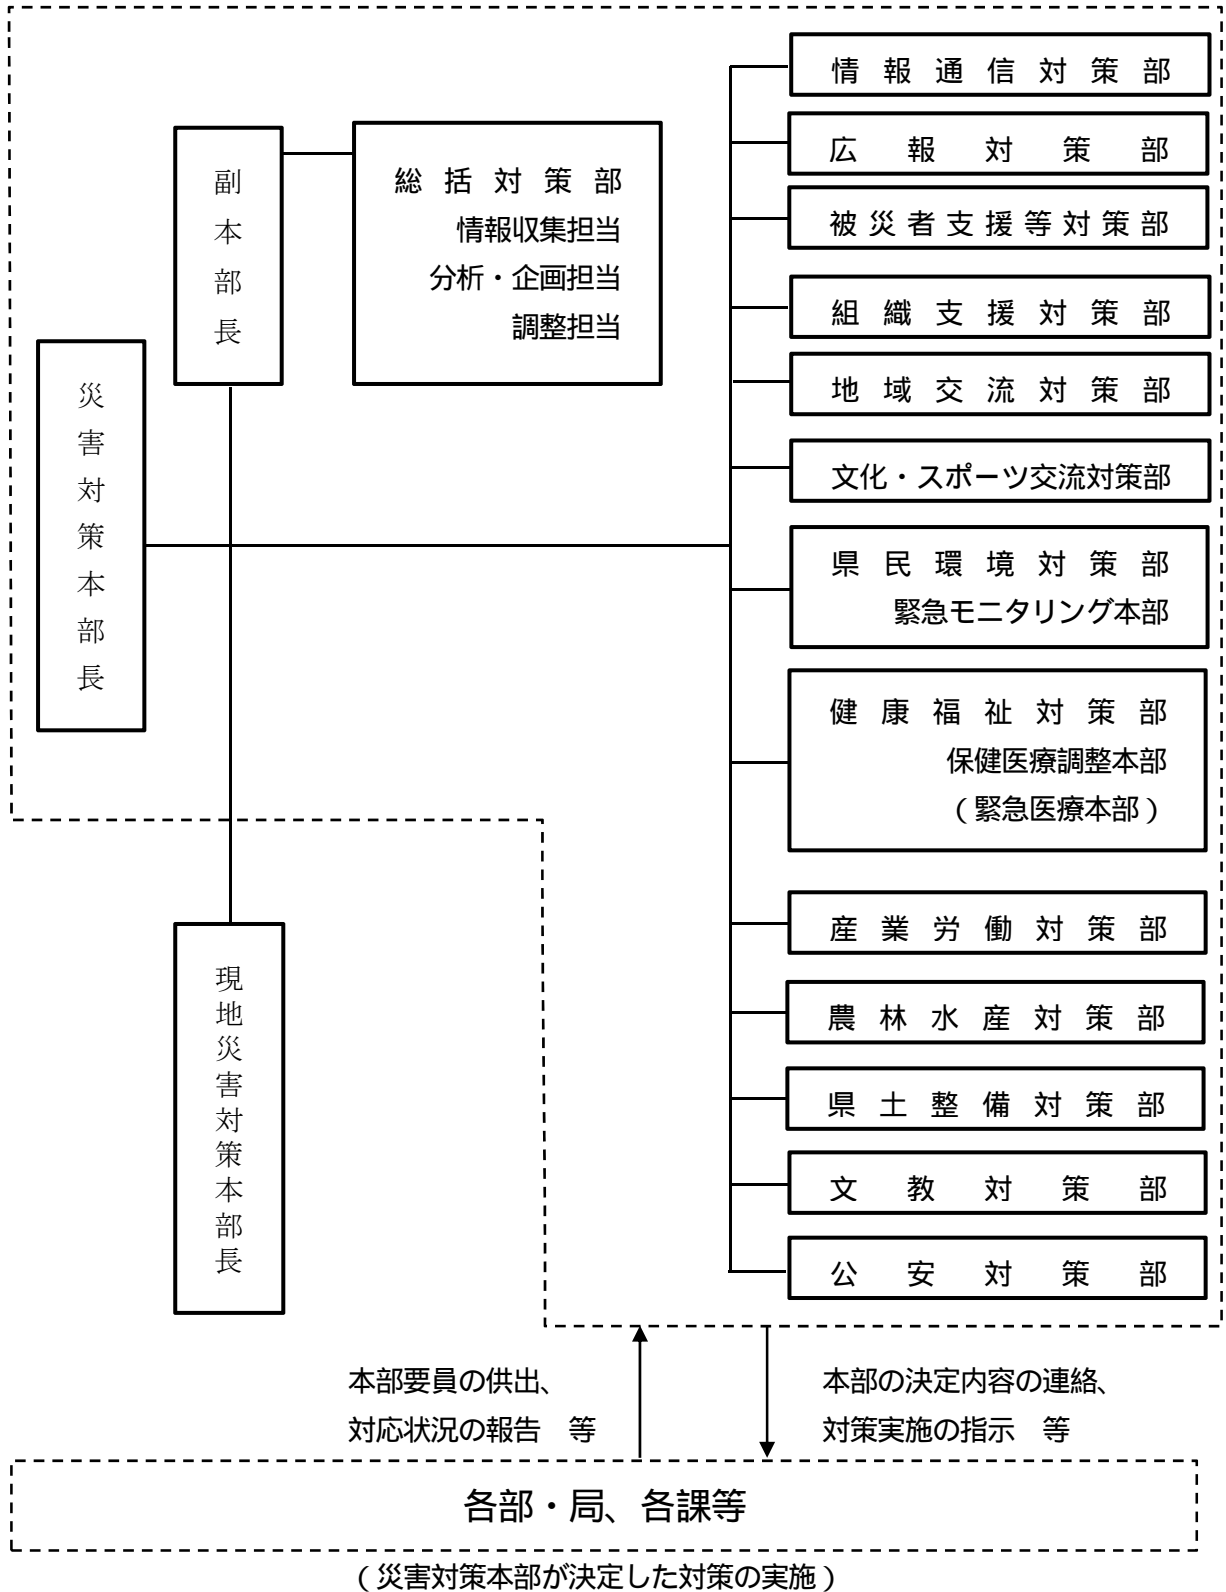 災害対策本部長
副本部長
総括対策部
情報収集担当
分析・企画担当
調整担当
現地災害対策本部長
情報通信対策部
広報対策部
被災者支援等対策部
組織支援対策部
地域交流対策部
文化・スポーツ交流対策部
県民環境対策部
緊急モニタリング本部
健康福祉対策部
保健医療調整本部
（緊急医療本部）
産業労働対策部
農林水産対策部
県土整備対策部
文教対策部
公安対策部
本部要員の供出、
対応状況の報告　等
本部の決定内容の連絡、
対策実施の指示　等
各部・局、各課等
（災害対策本部が決定した対策の実施）